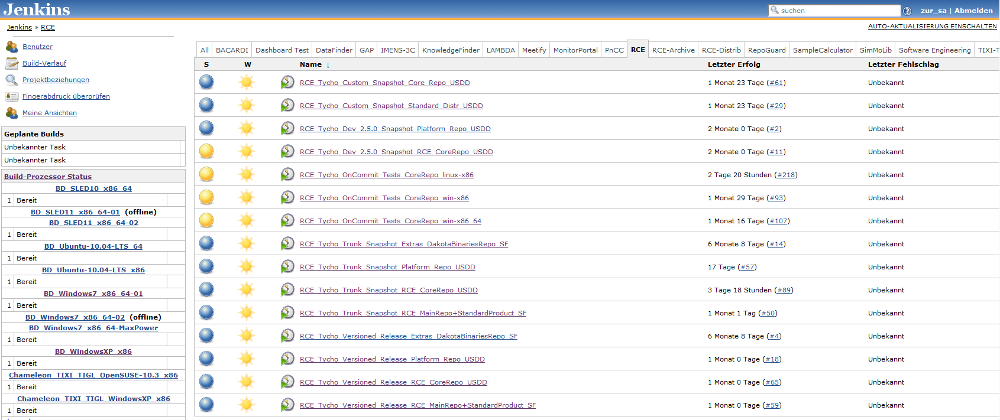 Jenkins
suchen
zur_sa | Abmelden
Jenkins » RCE
AUTO-AKTUALISIERUNG EINSCHALTEN
Benutzer
Build-Verlauf
Projektbeziehungen
Fingerabdruck überprüfen
Meine Ansichten
Geplante Builds
Unbekannter Task
Unbekannter Task
Build-Prozessor Status
BD_SLED10_x86_64
1 Bereit
BD_SLED11_x86_64-01 (offline)
BD_SLED11_x86_64-02
1 Bereit
BD_Ubuntu-10.04-LTS_64
1 Bereit
BD_Ubuntu-10.04-LTS_x86
1 Bereit
BD_Windows7_x86_64-01
1 Bereit
BD_Windows7_x86_64-02 (offline)
BD_Windows7_x86_64-MaxPower
1 Bereit
BD_WindowsXP_x86
1 Bereit
Chameleon_TIXI_TIGL_OpenSUSE-10.3_x86
1 Bereit
Chameleon_TIXI_TIGL_WindowsXP_x86
1 Bereit
All BACARDI Dashboard Test DataFinder GAP IMENS-3C KnowledgeFinder LAMBDA Meetify MonitorPortal PnCC RCE RCE-Archive RCE-Distrib RepoGuard SampleCalculator SimMoLib Software Engineering TIXI-T
S W Name ↓ Letzter Erfolg Letzter Fehlschlag
RCE_Tycho_Custom_Snapshot_Core_Repo_USDD 1 Monat 23 Tage (#61) Unbekannt
RCE_Tycho_Custom_Snapshot_Standard_Distr_USDD 1 Monat 23 Tage (#29) Unbekannt
RCE_Tycho_Dev_2.5.0_Snapshot_Platform_Repo_USDD 2 Monate 0 Tage (#2) Unbekannt
RCE_Tycho_Dev_2.5.0_Snapshot_RCE_CoreRepo_USDD 2 Monate 0 Tage (#11) Unbekannt
RCE_Tycho_OnCommit_Tests_CoreRepo_linux-x86 2 Tage 20 Stunden (#218) Unbekannt
RCE_Tycho_OnCommit_Tests_CoreRepo_win-x86 1 Monat 29 Tage (#93) Unbekannt
RCE_Tycho_OnCommit_Tests_CoreRepo_win-x86_64 1 Monat 16 Tage (#107) Unbekannt
RCE_Tycho_Trunk_Snapshot_Extras_DakotaBinariesRepo_SF 6 Monate 8 Tage (#14) Unbekannt
RCE_Tycho_Trunk_Snapshot_Platform_Repo_USDD 17 Tage (#57) Unbekannt
RCE_Tycho_Trunk_Snapshot_RCE_CoreRepo_USDD 3 Tage 18 Stunden (#89) Unbekannt
RCE_Tycho_Trunk_Snapshot_RCE_MainRepo+StandardProduct_SF 1 Monat 1 Tag (#50) Unbekannt
RCE_Tycho_Versioned_Release_Extras_DakotaBinariesRepo_SF 6 Monate 8 Tage (#4) Unbekannt
RCE_Tycho_Versioned_Release_Platform_Repo_USDD 1 Monat 0 Tage (#18) Unbekannt
RCE_Tycho_Versioned_Release_RCE_CoreRepo_USDD 1 Monat 0 Tage (#65) Unbekannt
RCE_Tycho_Versioned_Release_RCE_MainRepo+StandardProduct_SF 1 Monat 0 Tage (#59) Unbekannt